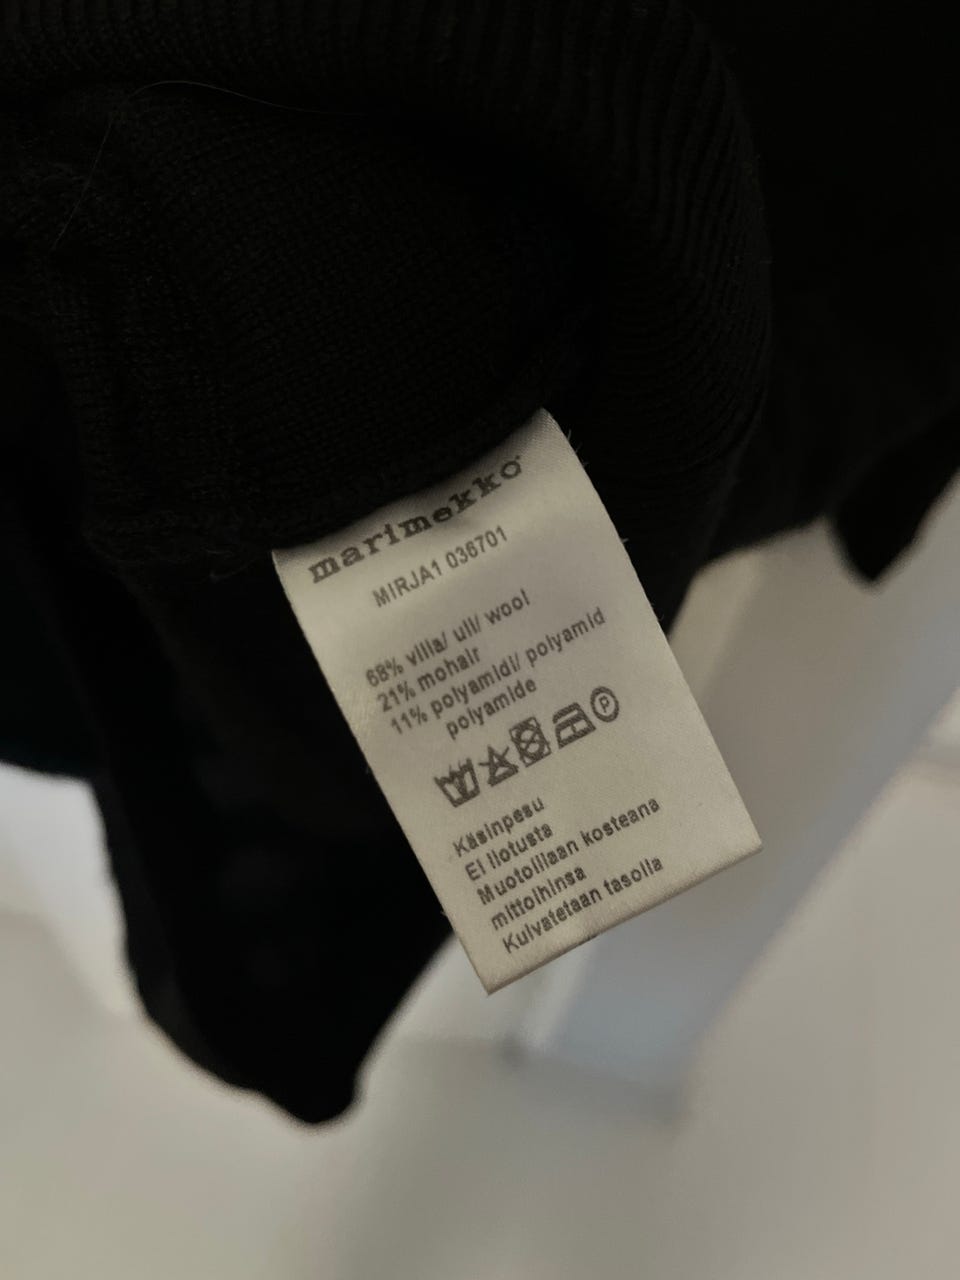 marimekko
MIRJA1 036701
68% villa/ ull/ wool
21% mohair
11% polyamidi/ polyamid
polyamide
P
Käsinpesu
Ei liotusta
Muotoillaan kosteana
mittoihinsa
Kuivatetaan tasolla